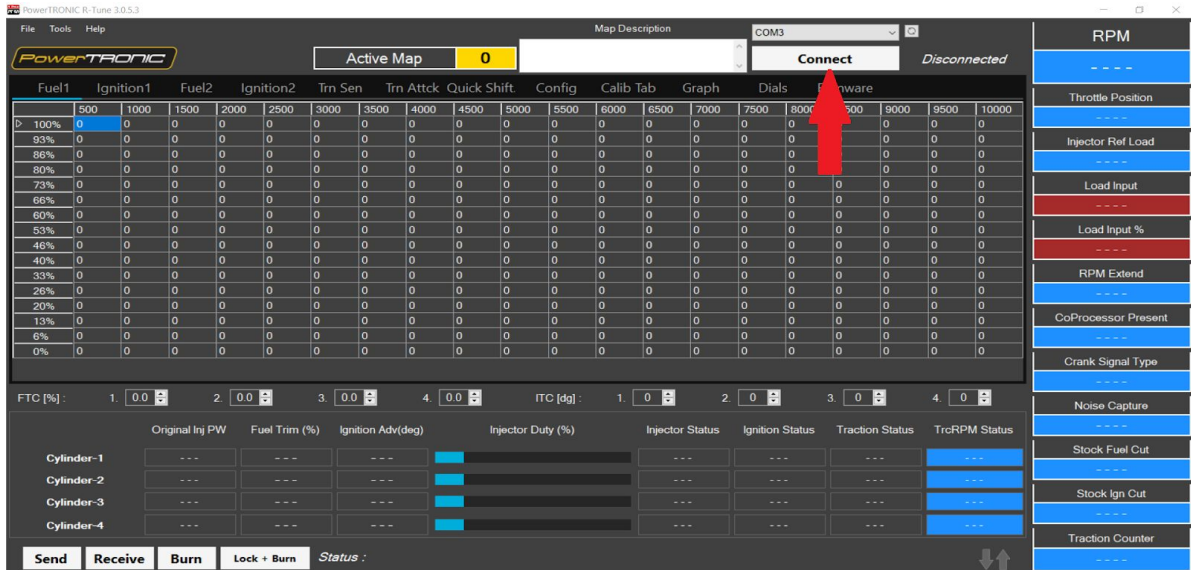 PowerTRONIC R-Tune 3.0.5.3
File Tools Help
Map Description
COM3
RPM
PowerTRONIC
Active Map 0
Connect
Disconnected
- - - -
Fuel1 Ignition1 Fuel2 Ignition2 Trn Sen Trn Attck Quick Shift. Config Calib Tab Graph Dials
500 1000 1500 2000 2500 3000 3500 4000 4500 5000 5500 6000 6500 7000 7500 8000 9000 9500 10000
100% 0 0 0 0 0 0 0 0 0 0 0 0 0 0 0 0 0 0 0
93% 0 0 0 0 0 0 0 0 0 0 0 0 0 0 0 0 0 0 0
86% 0 0 0 0 0 0 0 0 0 0 0 0 0 0 0 0 0 0 0
80% 0 0 0 0 0 0 0 0 0 0 0 0 0 0 0 0 0 0 0
73% 0 0 0 0 0 0 0 0 0 0 0 0 0 0 0 0 0 0 0 0
66% 0 0 0 0 0 0 0 0 0 0 0 0 0 0 0 0 0 0 0 0
60% 0 0 0 0 0 0 0 0 0 0 0 0 0 0 0 0 0 0 0 0
53% 0 0 0 0 0 0 0 0 0 0 0 0 0 0 0 0 0 0 0 0
46% 0 0 0 0 0 0 0 0 0 0 0 0 0 0 0 0 0 0 0 0
40% 0 0 0 0 0 0 0 0 0 0 0 0 0 0 0 0 0 0 0 0
33% 0 0 0 0 0 0 0 0 0 0 0 0 0 0 0 0 0 0 0 0
26% 0 0 0 0 0 0 0 0 0 0 0 0 0 0 0 0 0 0 0 0
20% 0 0 0 0 0 0 0 0 0 0 0 0 0 0 0 0 0 0 0 0
13% 0 0 0 0 0 0 0 0 0 0 0 0 0 0 0 0 0 0 0 0
6% 0 0 0 0 0 0 0 0 0 0 0 0 0 0 0 0 0 0 0 0
0% 0 0 0 0 0 0 0 0 0 0 0 0 0 0 0 0 0 0 0 0
FTC [%] : 1. 0.0 2. 0.0 3. 0.0 4. 0.0 ITC [dg] : 1. 0 2. 0 3. 0 4. 0
Original Inj PW Fuel Trim (%) Ignition Adv(deg) Injector Duty (%) Injector Status Ignition Status Traction Status TrcRPM Status
Cylinder-1 - - - - - - - - - - - - - - - - - - - - -
Cylinder-2 - - - - - - - - - - - - - - - - - - - - -
Cylinder-3 - - - - - - - - - - - - - - - - - - - - -
Cylinder-4 - - - - - - - - - - - - - - - - - - - - -
Send Receive Burn Lock + Burn Status :
Throttle Position
- - - -
Injector Ref Load
- - - -
Load Input
- - - -
Load Input %
- - - -
RPM Extend
- - - -
CoProcessor Present
- - - -
Crank Signal Type
- - - -
Noise Capture
- - - -
Stock Fuel Cut
- - - -
Stock Ign Cut
- - - -
Traction Counter
- - - -